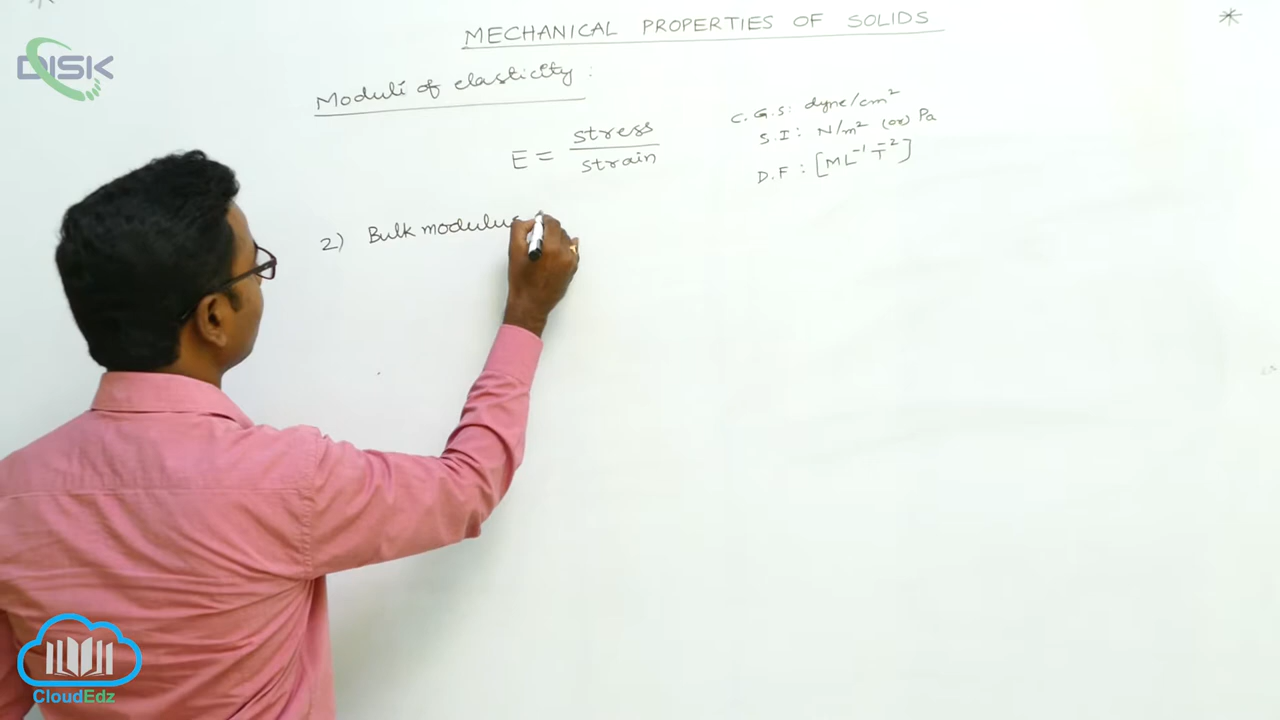 MECHANICAL PROPERTIES OF SOLIDS
DISK
Moduli of elasticity :
E = stress / strain
C.G.S: dyne/cm²
S.I: N/m² (or) Pa
D.F : [ML⁻¹T⁻²]
2) Bulk modulus
CloudEdz